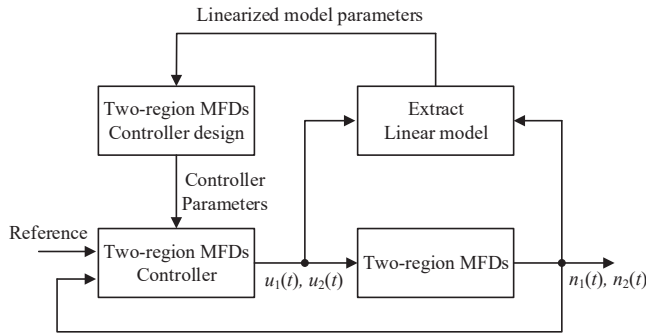 Linearized model parameters
Two-region MFDs
Controller design
Extract
Linear model
Controller
Parameters
Reference
Two-region MFDs
Controller
u₁(t), u₂(t)
Two-region MFDs
n₁(t), n₂(t)